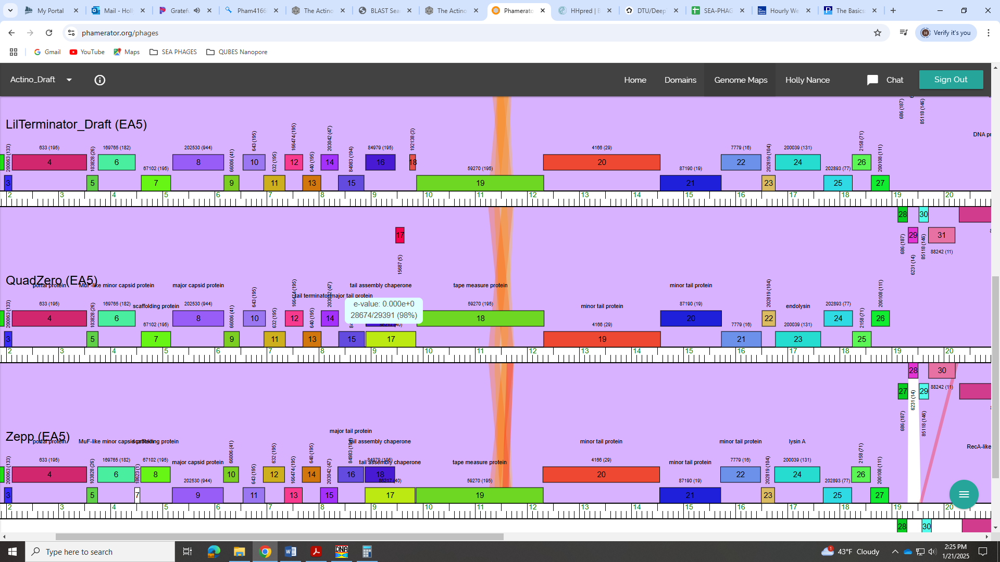 My Portal
Mail - Holl
Gratefu
Pham4166
The Actino
BLAST Sea
The Actino
Phamerato
HHpred | B
DTU/DeepT
SEA-PHAG
Hourly We
The Basics
phamerator.org/phages
Verify it's you
Gmail
YouTube
Maps
SEA PHAGES
QUBES Nanopore
Actino_Draft
Home
Domains
Genome Maps
Holly Nance
Chat
Sign Out
686 (187)
85118 (146)
LilTerminator_Draft (EA5)
DNA pr
200063 (133)
633 (195)
103828 (26)
169765 (182)
67102 (195)
202530 (944)
66006 (41)
643 (195)
632 (195)
166474 (195)
640 (195)
203042 (47)
84983 (194)
84979 (195)
192138 (3)
59270 (195)
4166 (29)
87190 (19)
7779 (16)
202819 (104)
200039 (131)
202893 (77)
2158 (71)
200108 (111)
4 6 8 10 12 14 16 18 20 22 24 26
3 5 7 9 11 13 15 19 21 23 25 27
2 3 4 5 6 7 8 9 10 11 12 13 14 15 16 17 18 19 20
28 30
17
29 31
15687 (5)
686 (187)
6231 (14)
85118 (146)
88242 (11)
QuadZero (EA5)
portal protein
MuF-like minor capsid protein
scaffolding protein
major capsid protein
tail terminator
major tail protein
tail assembly chaperone
tape measure protein
minor tail protein
minor tail protein
endolysin
e-value: 0.000e+0
28674/29391 (98%)
200063 (133)
633 (195)
103828 (26)
169765 (182)
67102 (195)
202530 (944)
66006 (41)
643 (195)
632 (195)
166474 (195)
640 (195)
203042 (47)
86217 (40)
59270 (195)
4166 (29)
87190 (19)
7779 (16)
202819 (104)
200039 (131)
202893 (77)
2158 (71)
200108 (111)
4 6 8 10 12 14 18 20 22 24 26
3 5 7 9 11 13 15 17 19 21 23 25
2 3 4 5 6 7 8 9 10 11 12 13 14 15 16 17 18 19 20
28 30
27 29
88242 (11)
686 (187)
6231 (14)
85118 (146)
Zepp (EA5)
portal protein
MuF-like minor capsid protein
scaffolding protein
major capsid protein
major tail protein
tail assembly chaperone
tail assembly chaperone
tape measure protein
minor tail protein
minor tail protein
minor tail protein
lysin A
RecA-like
200063 (133)
633 (195)
103828 (26)
169765 (182)
18623 (1)
67102 (195)
202530 (944)
66006 (41)
643 (195)
632 (195)
166474 (195)
640 (195)
203042 (47)
84983 (194)
84979 (195)
86217 (40)
59270 (195)
4166 (29)
87190 (19)
7779 (16)
202819 (104)
200039 (131)
202893 (77)
2158 (71)
200108 (111)
4 6 8 10 12 14 16 18 20 22 24 26
3 5 7 9 11 13 15 17 19 21 23 25 27
2 3 4 5 6 7 8 9 10 11 12 13 14 15 16 17 18 19 20
28 30
Type here to search
43°F Cloudy
2:25 PM
1/21/2025